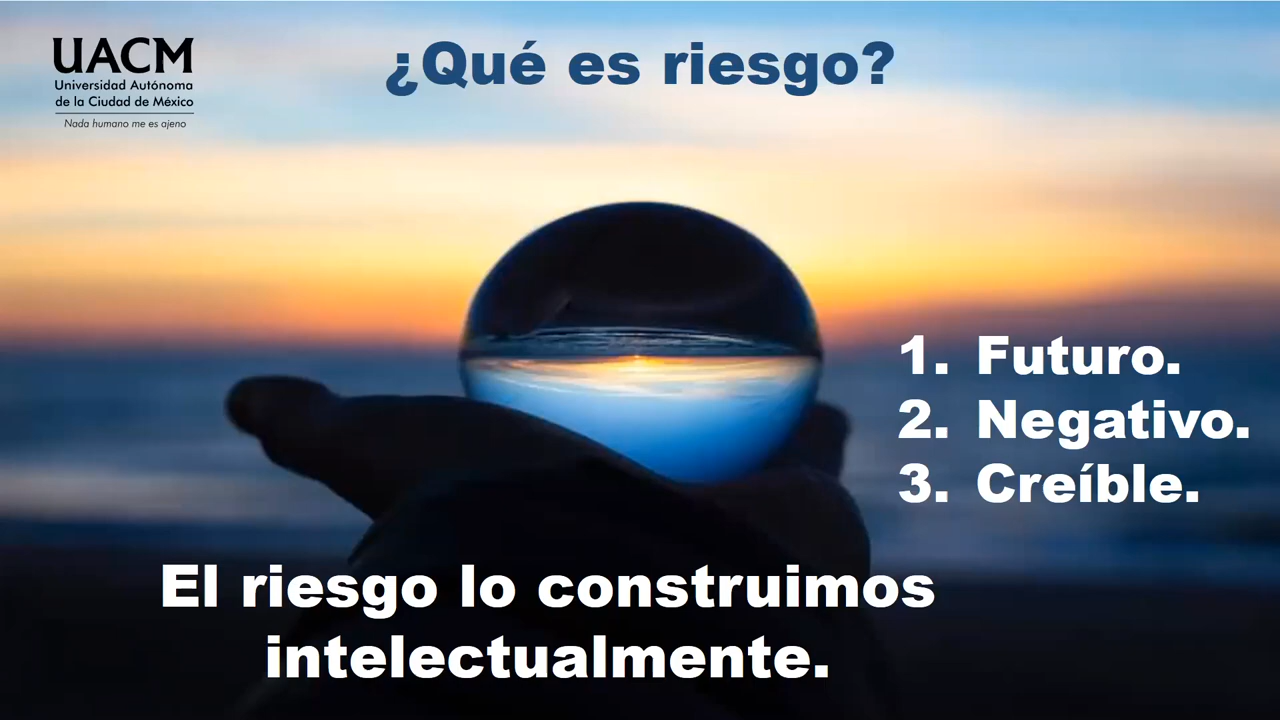 UACM
Universidad Autónoma
de la Ciudad de México
Nada humano me es ajeno
¿Qué es riesgo?
1. Futuro.
2. Negativo.
3. Creíble.
El riesgo lo construimos
intelectualmente.